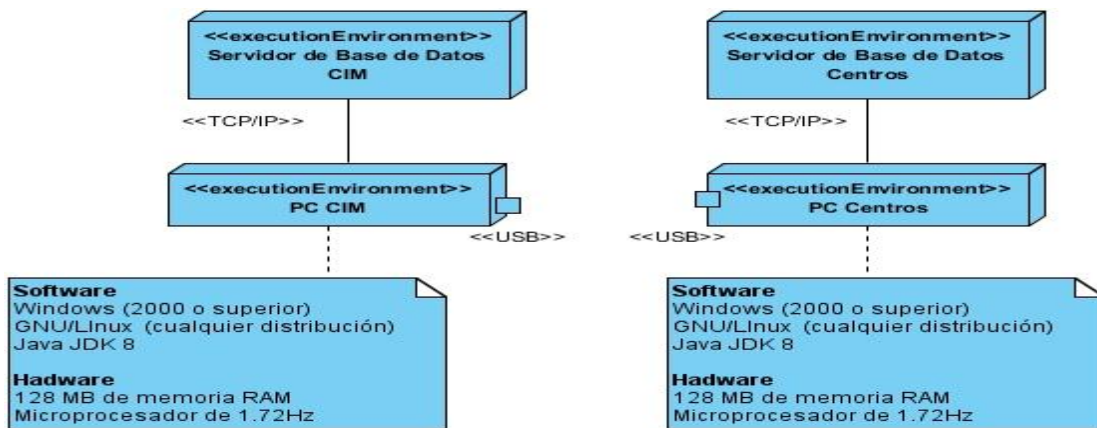 <<executionEnvironment>>
Servidor de Base de Datos
CIM
<<TCP/IP>>
<<executionEnvironment>>
PC CIM
<<USB>>
Software
Windows (2000 o superior)
GNU/LInux (cualquier distribución)
Java JDK 8
Hadware
128 MB de memoria RAM
Microprocesador de 1.72Hz
<<executionEnvironment>>
Servidor de Base de Datos
Centros
<<TCP/IP>>
<<executionEnvironment>>
PC Centros
<<USB>>
Software
Windows (2000 o superior)
GNU/LInux (cualquier distribución)
Java JDK 8
Hadware
128 MB de memoria RAM
Microprocesador de 1.72Hz